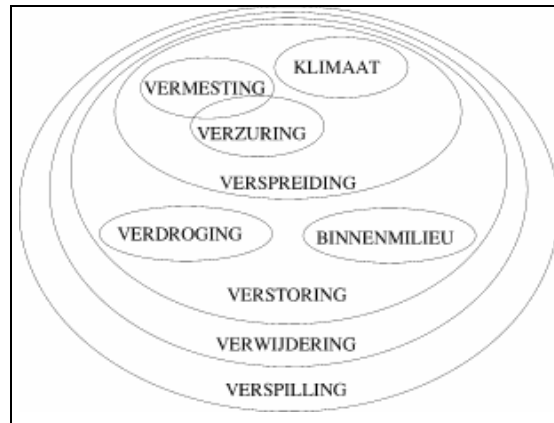 KLIMAAT
VERMESTING
VERZURING
VERSPREIDING
VERDROGING
BINNENMILIEU
VERSTORING
VERWIJDERING
VERSPILLING